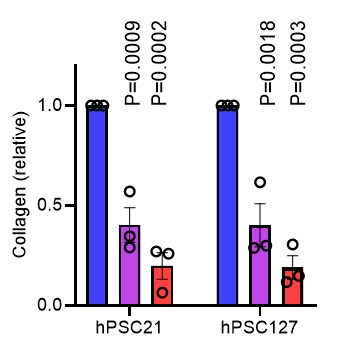 P=0.0009
P=0.0002
P=0.0018
P=0.0003
Collagen (relative)
1.0
0.5
0.0
hPSC21
hPSC127